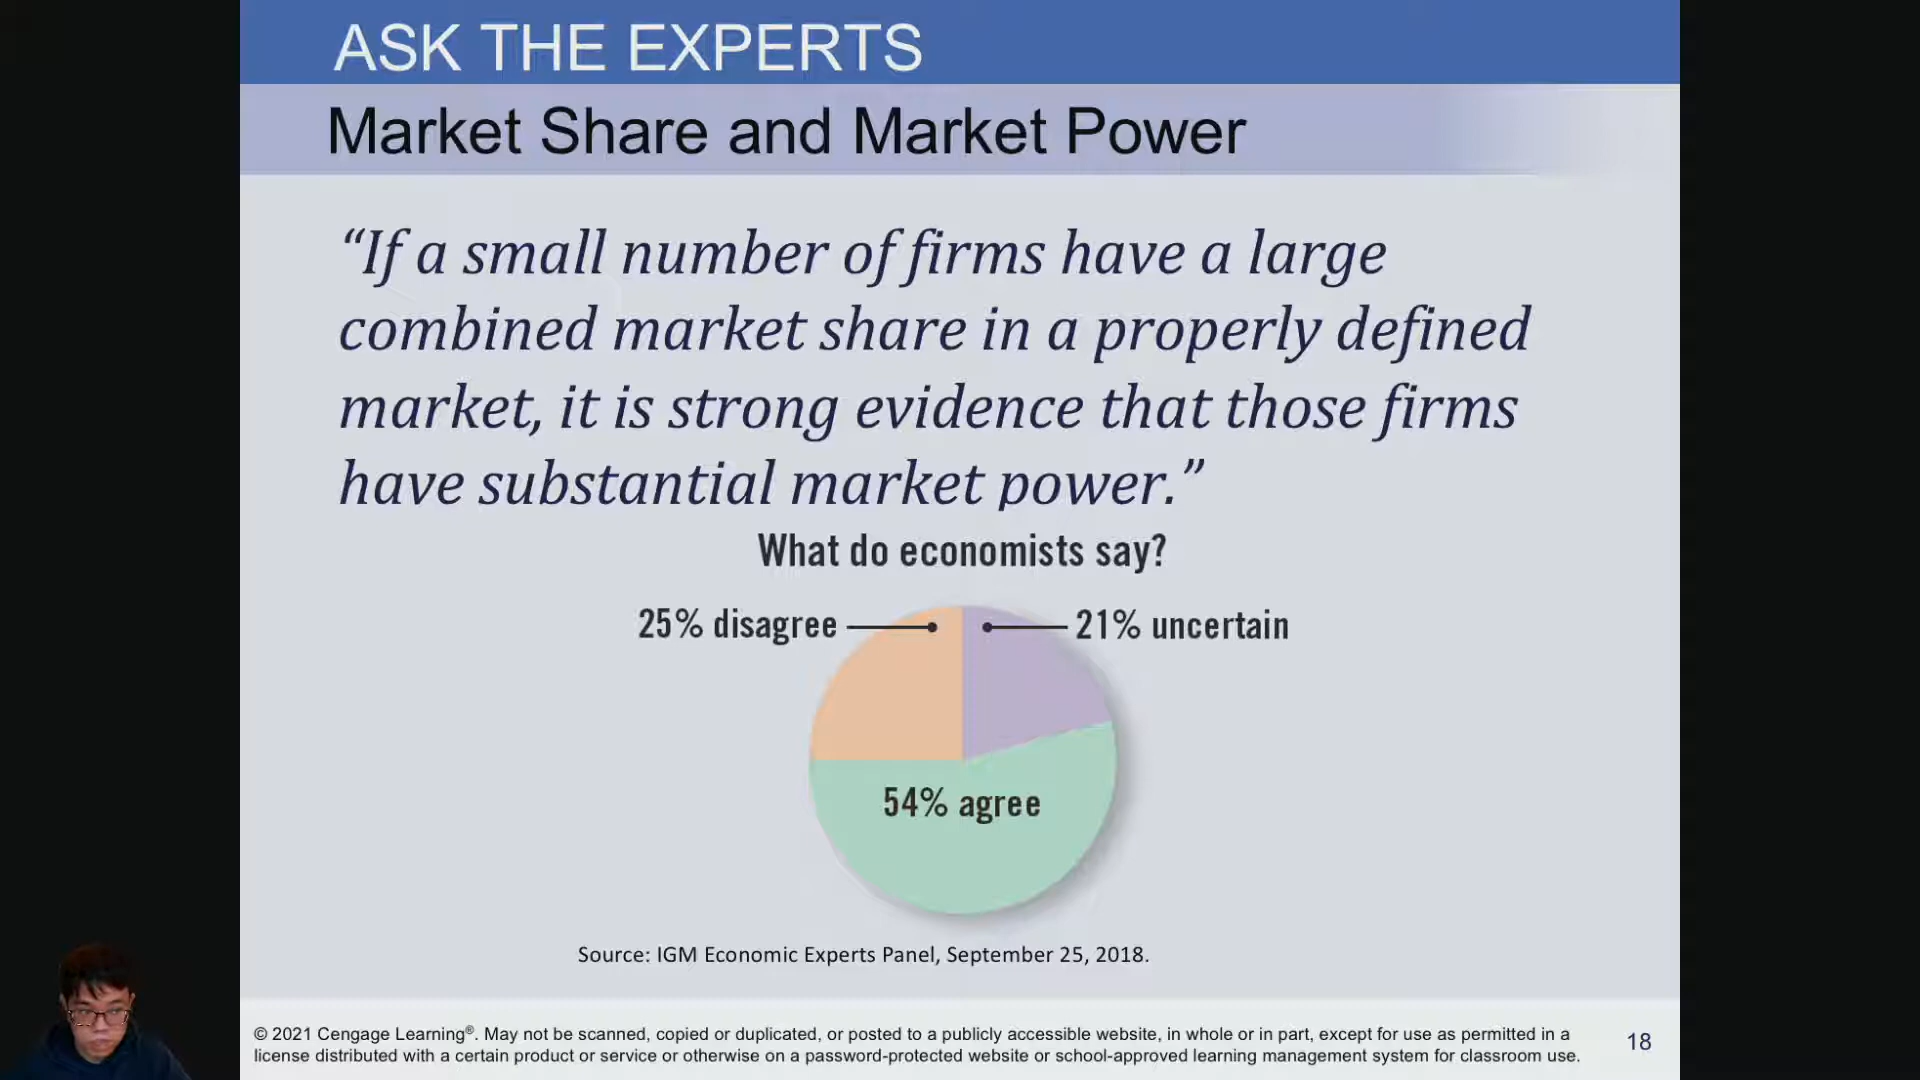 ASK THE EXPERTS
Market Share and Market Power
“If a small number of firms have a large
combined market share in a properly defined
market, it is strong evidence that those firms
have substantial market power.”
What do economists say?
25% disagree
21% uncertain
54% agree
Source: IGM Economic Experts Panel, September 25, 2018.
© 2021 Cengage Learning®. May not be scanned, copied or duplicated, or posted to a publicly accessible website, in whole or in part, except for use as permitted in a
license distributed with a certain product or service or otherwise on a password-protected website or school-approved learning management system for classroom use.
18